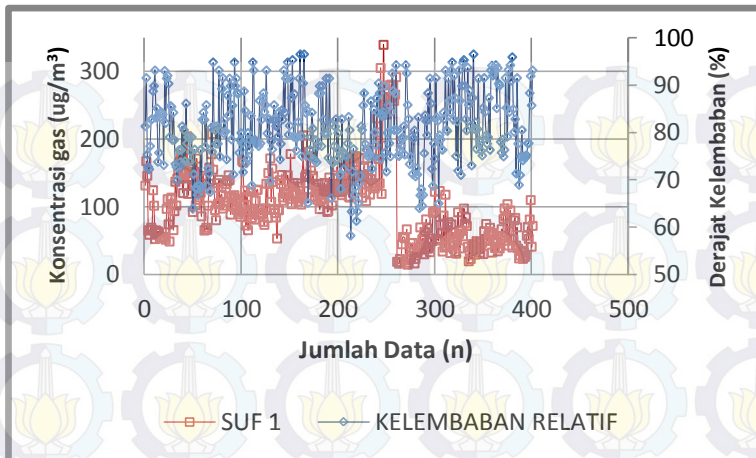 Konsentrasi gas (ug/m³)
300
200
100
0
100
90
80
70
60
50
Derajat Kelembaban (%)
0 100 200 300 400 500
Jumlah Data (n)
SUF 1 KELEMBABAN RELATIF